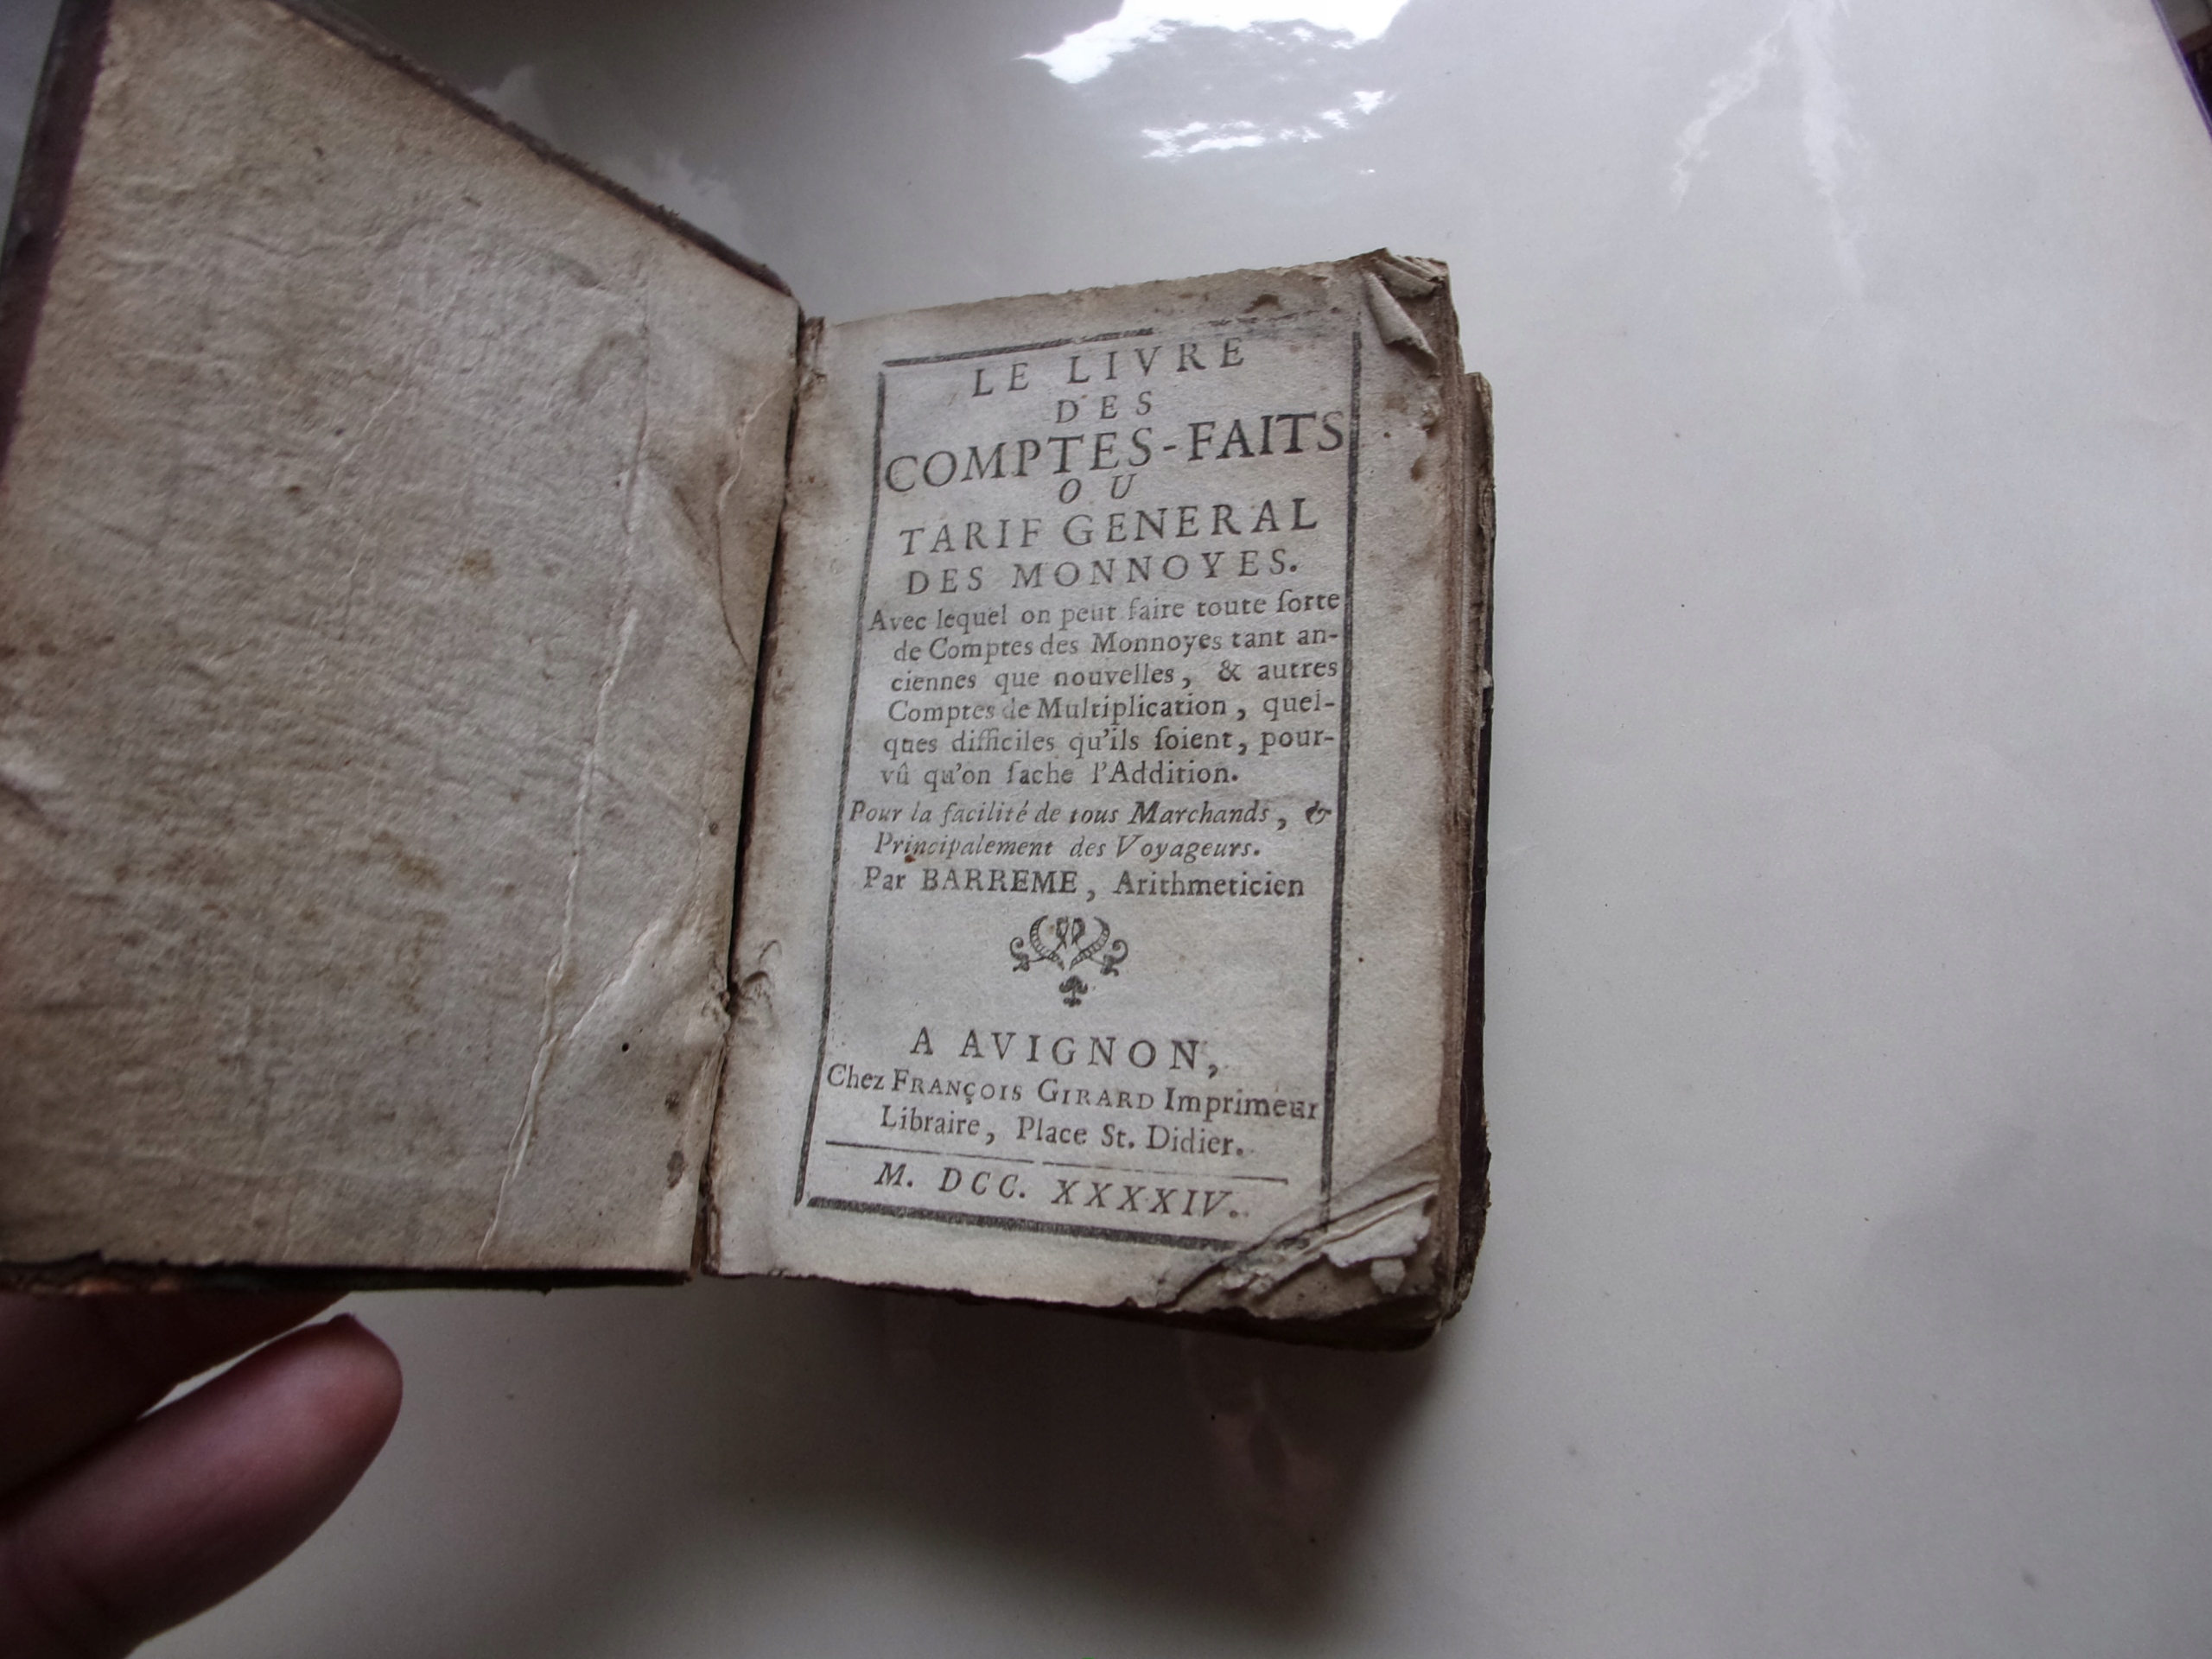 LE LIVRE
DES
COMPTES-FAITS
OU
TARIF GENERAL
DES MONNOYES.
Avec lequel on peut faire toute ſorte
de Comptes des Monnoyes tant an-
ciennes que nouvelles, & autres
Comptes de Multiplication, quel-
ques difficiles qu'ils ſoient, pour-
vû qu'on ſache l'Addition.
Pour la facilité de tous Marchands, &
Principalement des Voyageurs.
Par BARREME, Arithmeticien
A AVIGNON,
Chez FRANÇOIS GIRARD Imprimeur
Libraire, Place St. Didier.
M. DCC. XXXXIV.